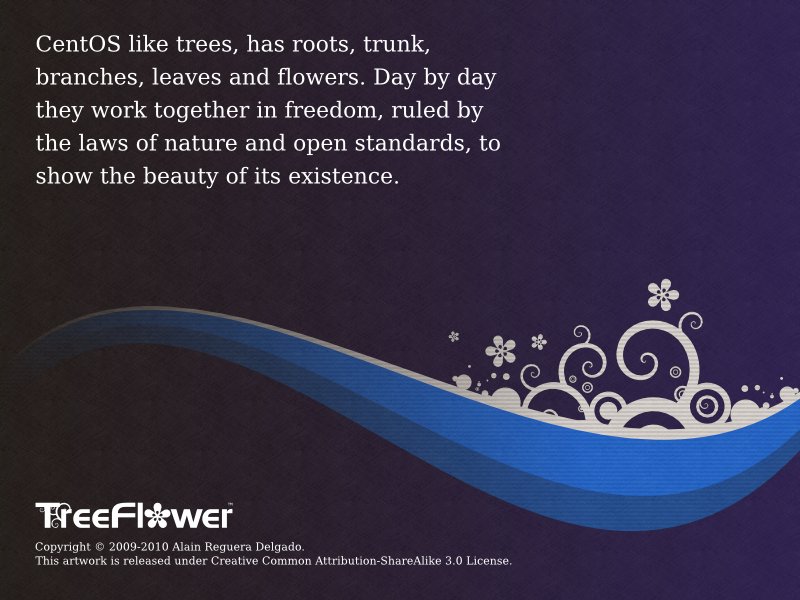 CentOS like trees, has roots, trunk,
branches, leaves and flowers. Day by day
they work together in freedom, ruled by
the laws of nature and open standards, to
show the beauty of its existence.
TreeFlower™
Copyright © 2009-2010 Alain Reguera Delgado.
This artwork is released under Creative Common Attribution-ShareAlike 3.0 License.